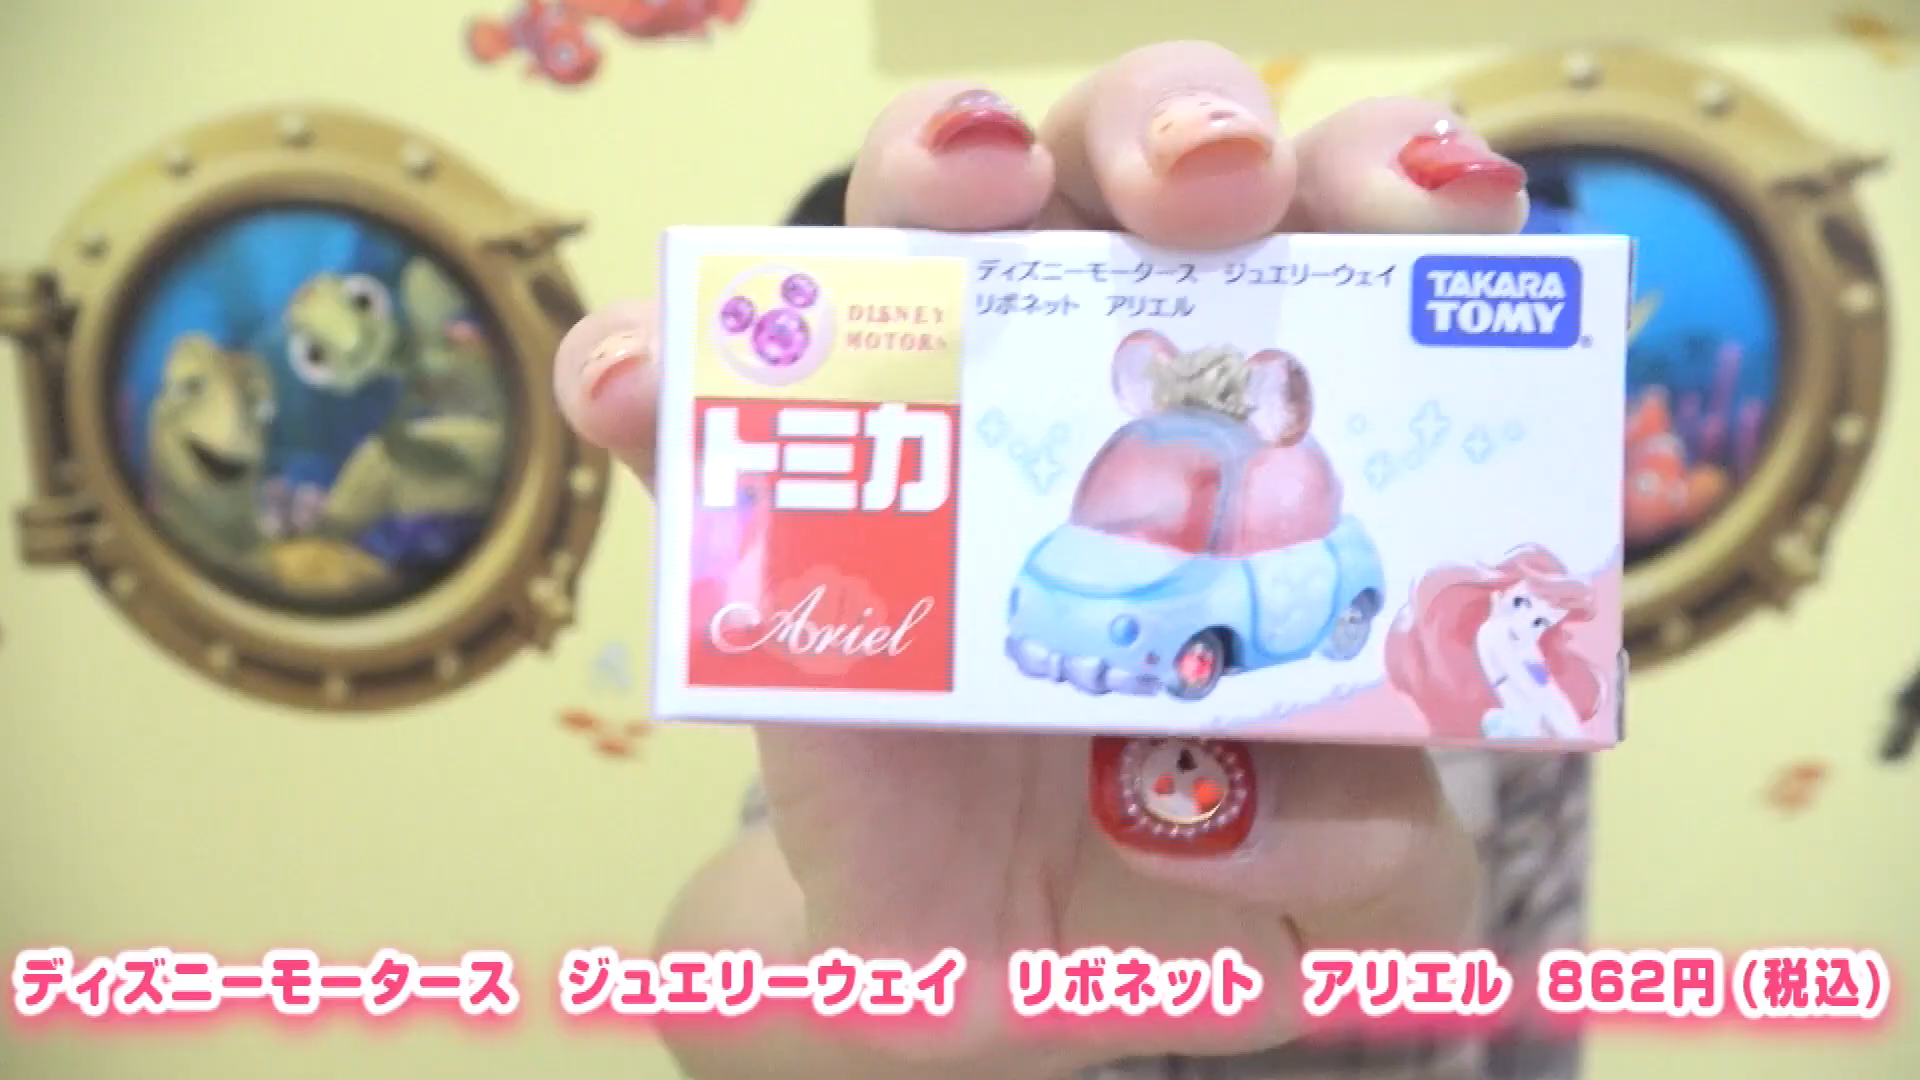 DISNEY
MOTORS
ディズニーモータース ジュエリーウェイ
リボネット アリエル
TAKARA
TOMY
トミカ
Ariel
ディズニーモータース ジュエリーウェイ リボネット アリエル 862円(税込)